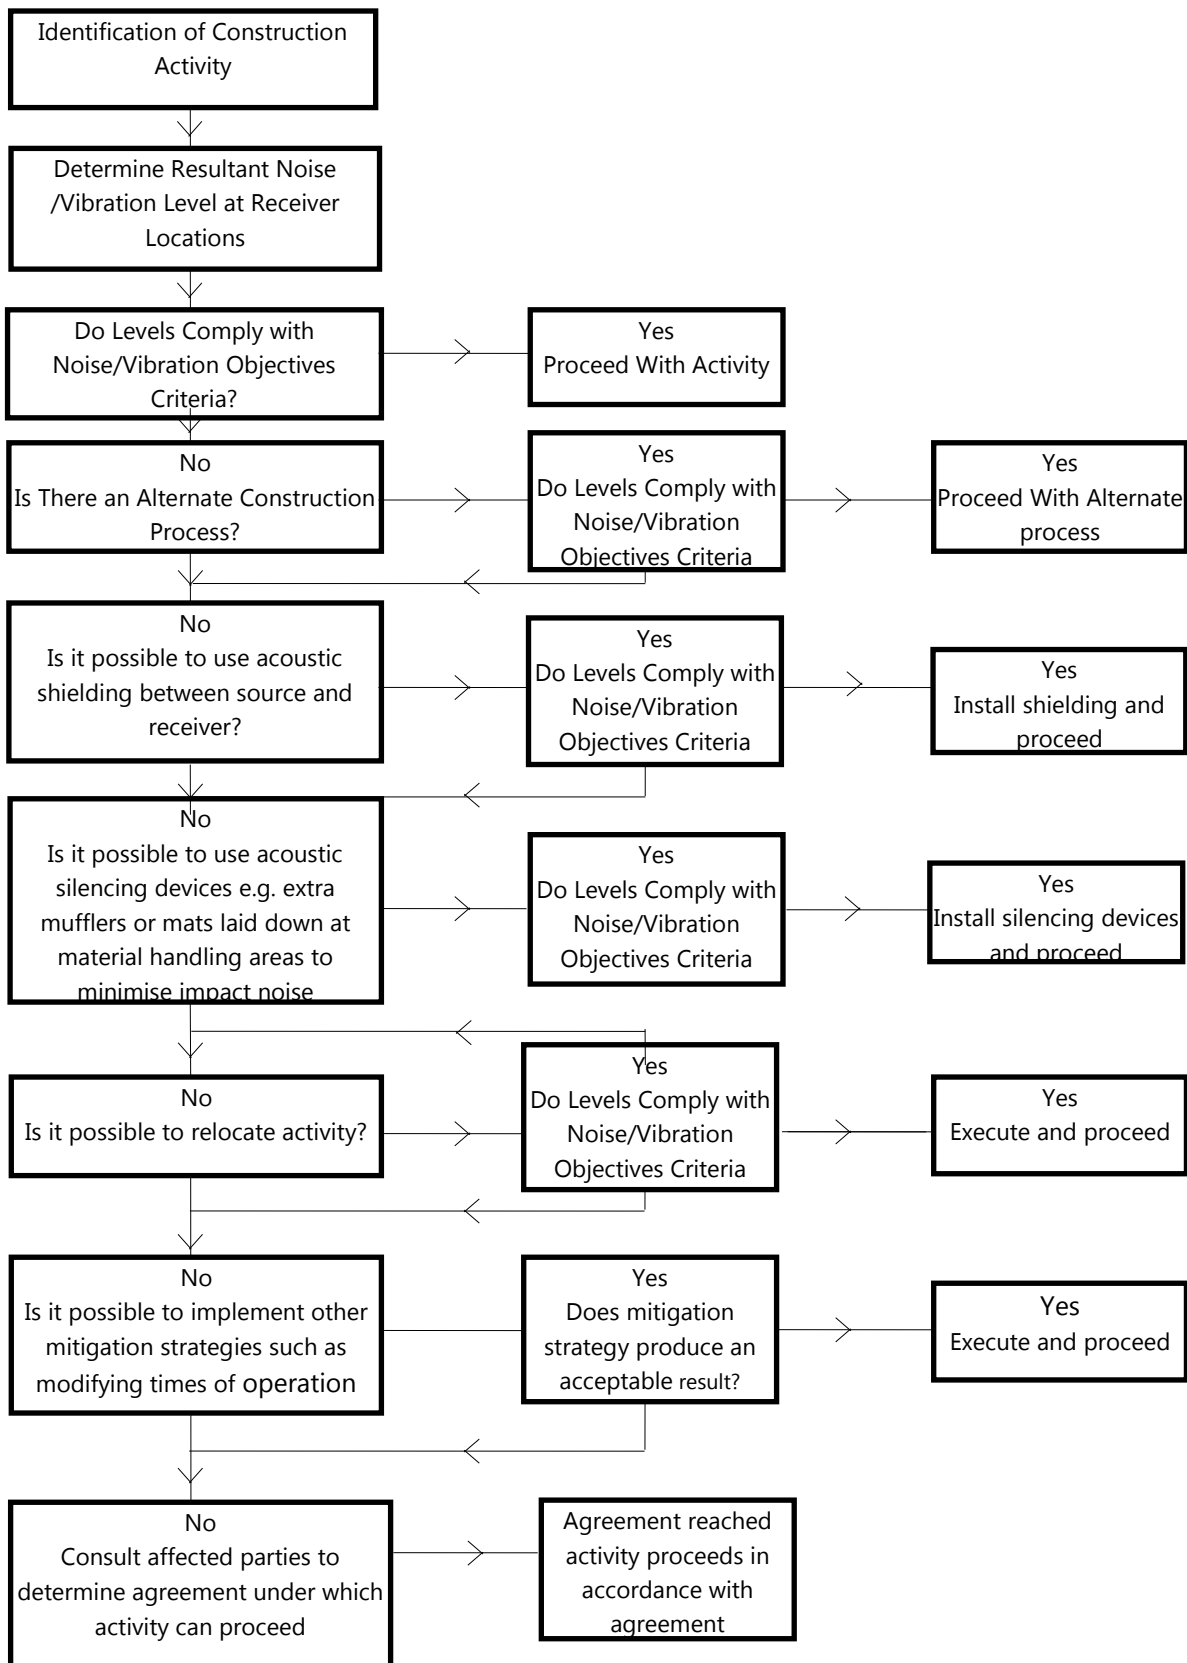 Identification of Construction
Activity
Determine Resultant Noise
/Vibration Level at Receiver
Locations
Do Levels Comply with
Noise/Vibration Objectives
Criteria?
Yes
Proceed With Activity
No
Is There an Alternate Construction
Process?
Yes
Do Levels Comply with
Noise/Vibration
Objectives Criteria
Yes
Proceed With Alternate
process
No
Is it possible to use acoustic
shielding between source and
receiver?
Yes
Do Levels Comply with
Noise/Vibration
Objectives Criteria
Yes
Install shielding and
proceed
No
Is it possible to use acoustic
silencing devices e.g. extra
mufflers or mats laid down at
material handling areas to
minimise impact noise
Yes
Do Levels Comply with
Noise/Vibration
Objectives Criteria
Yes
Install silencing devices
and proceed
No
Is it possible to relocate activity?
Yes
Do Levels Comply with
Noise/Vibration
Objectives Criteria
Yes
Execute and proceed
No
Is it possible to implement other
mitigation strategies such as
modifying times of operation
Yes
Does mitigation
strategy produce an
acceptable result?
Yes
Execute and proceed
No
Consult affected parties to
determine agreement under which
activity can proceed
Agreement reached
activity proceeds in
accordance with
agreement